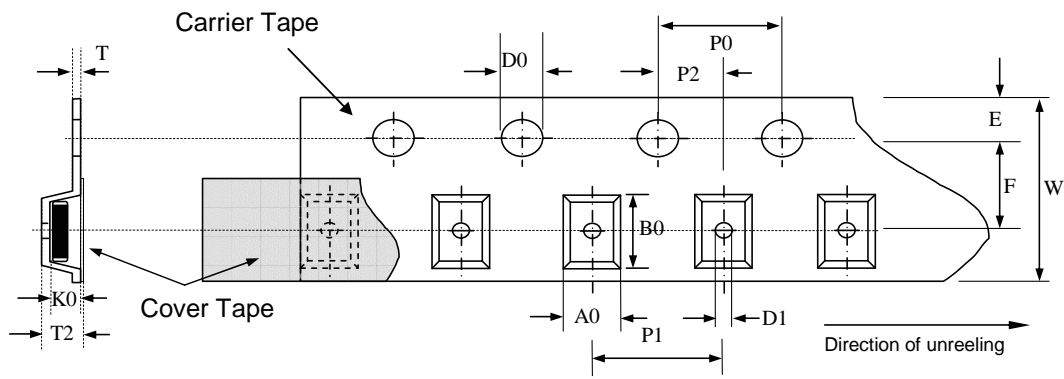 Carrier Tape
T
D0
P0
P2
E
F
W
B0
K0
Cover Tape
T2
A0
P1
D1
Direction of unreeling